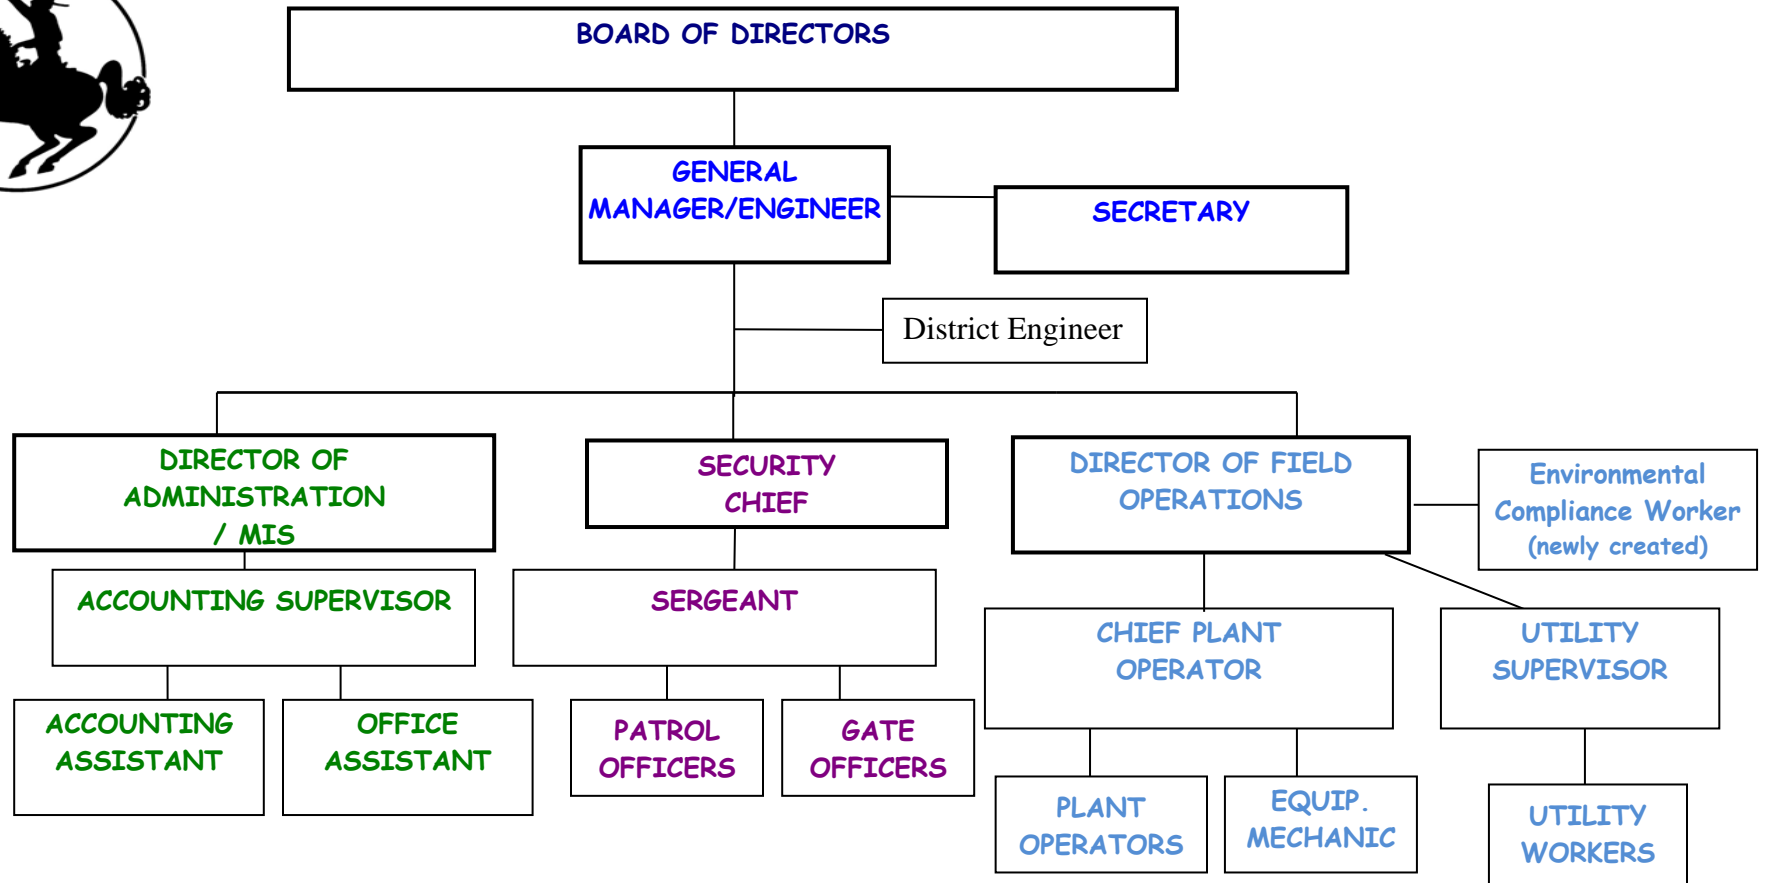 BOARD OF DIRECTORS
GENERAL
MANAGER/ENGINEER
SECRETARY
District Engineer
DIRECTOR OF
ADMINISTRATION
/ MIS
SECURITY
CHIEF
DIRECTOR OF FIELD
OPERATIONS
Environmental
Compliance Worker
(newly created)
ACCOUNTING SUPERVISOR
SERGEANT
CHIEF PLANT
OPERATOR
UTILITY
SUPERVISOR
ACCOUNTING
ASSISTANT
OFFICE
ASSISTANT
PATROL
OFFICERS
GATE
OFFICERS
PLANT
OPERATORS
EQUIP.
MECHANIC
UTILITY
WORKERS